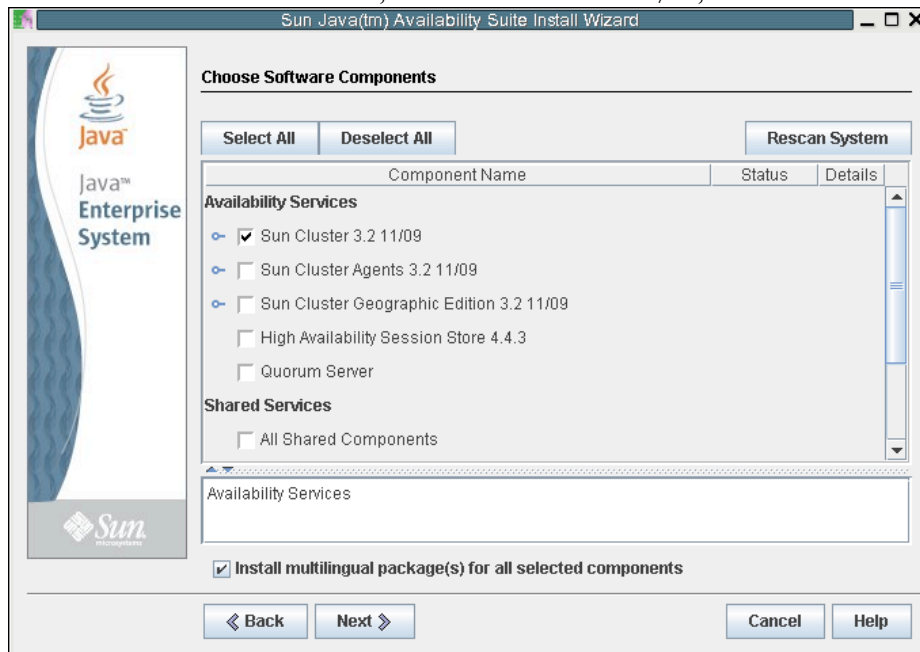 Sun Java(tm) Availability Suite Install Wizard
Java™
Java™
Enterprise
System
Sun
microsystems
Choose Software Components
Select All
Deselect All
Rescan System
Component Name
Status
Details
Availability Services
Sun Cluster 3.2 11/09
Sun Cluster Agents 3.2 11/09
Sun Cluster Geographic Edition 3.2 11/09
High Availability Session Store 4.4.3
Quorum Server
Shared Services
All Shared Components
Availability Services
Install multilingual package(s) for all selected components
Back
Next
Cancel
Help